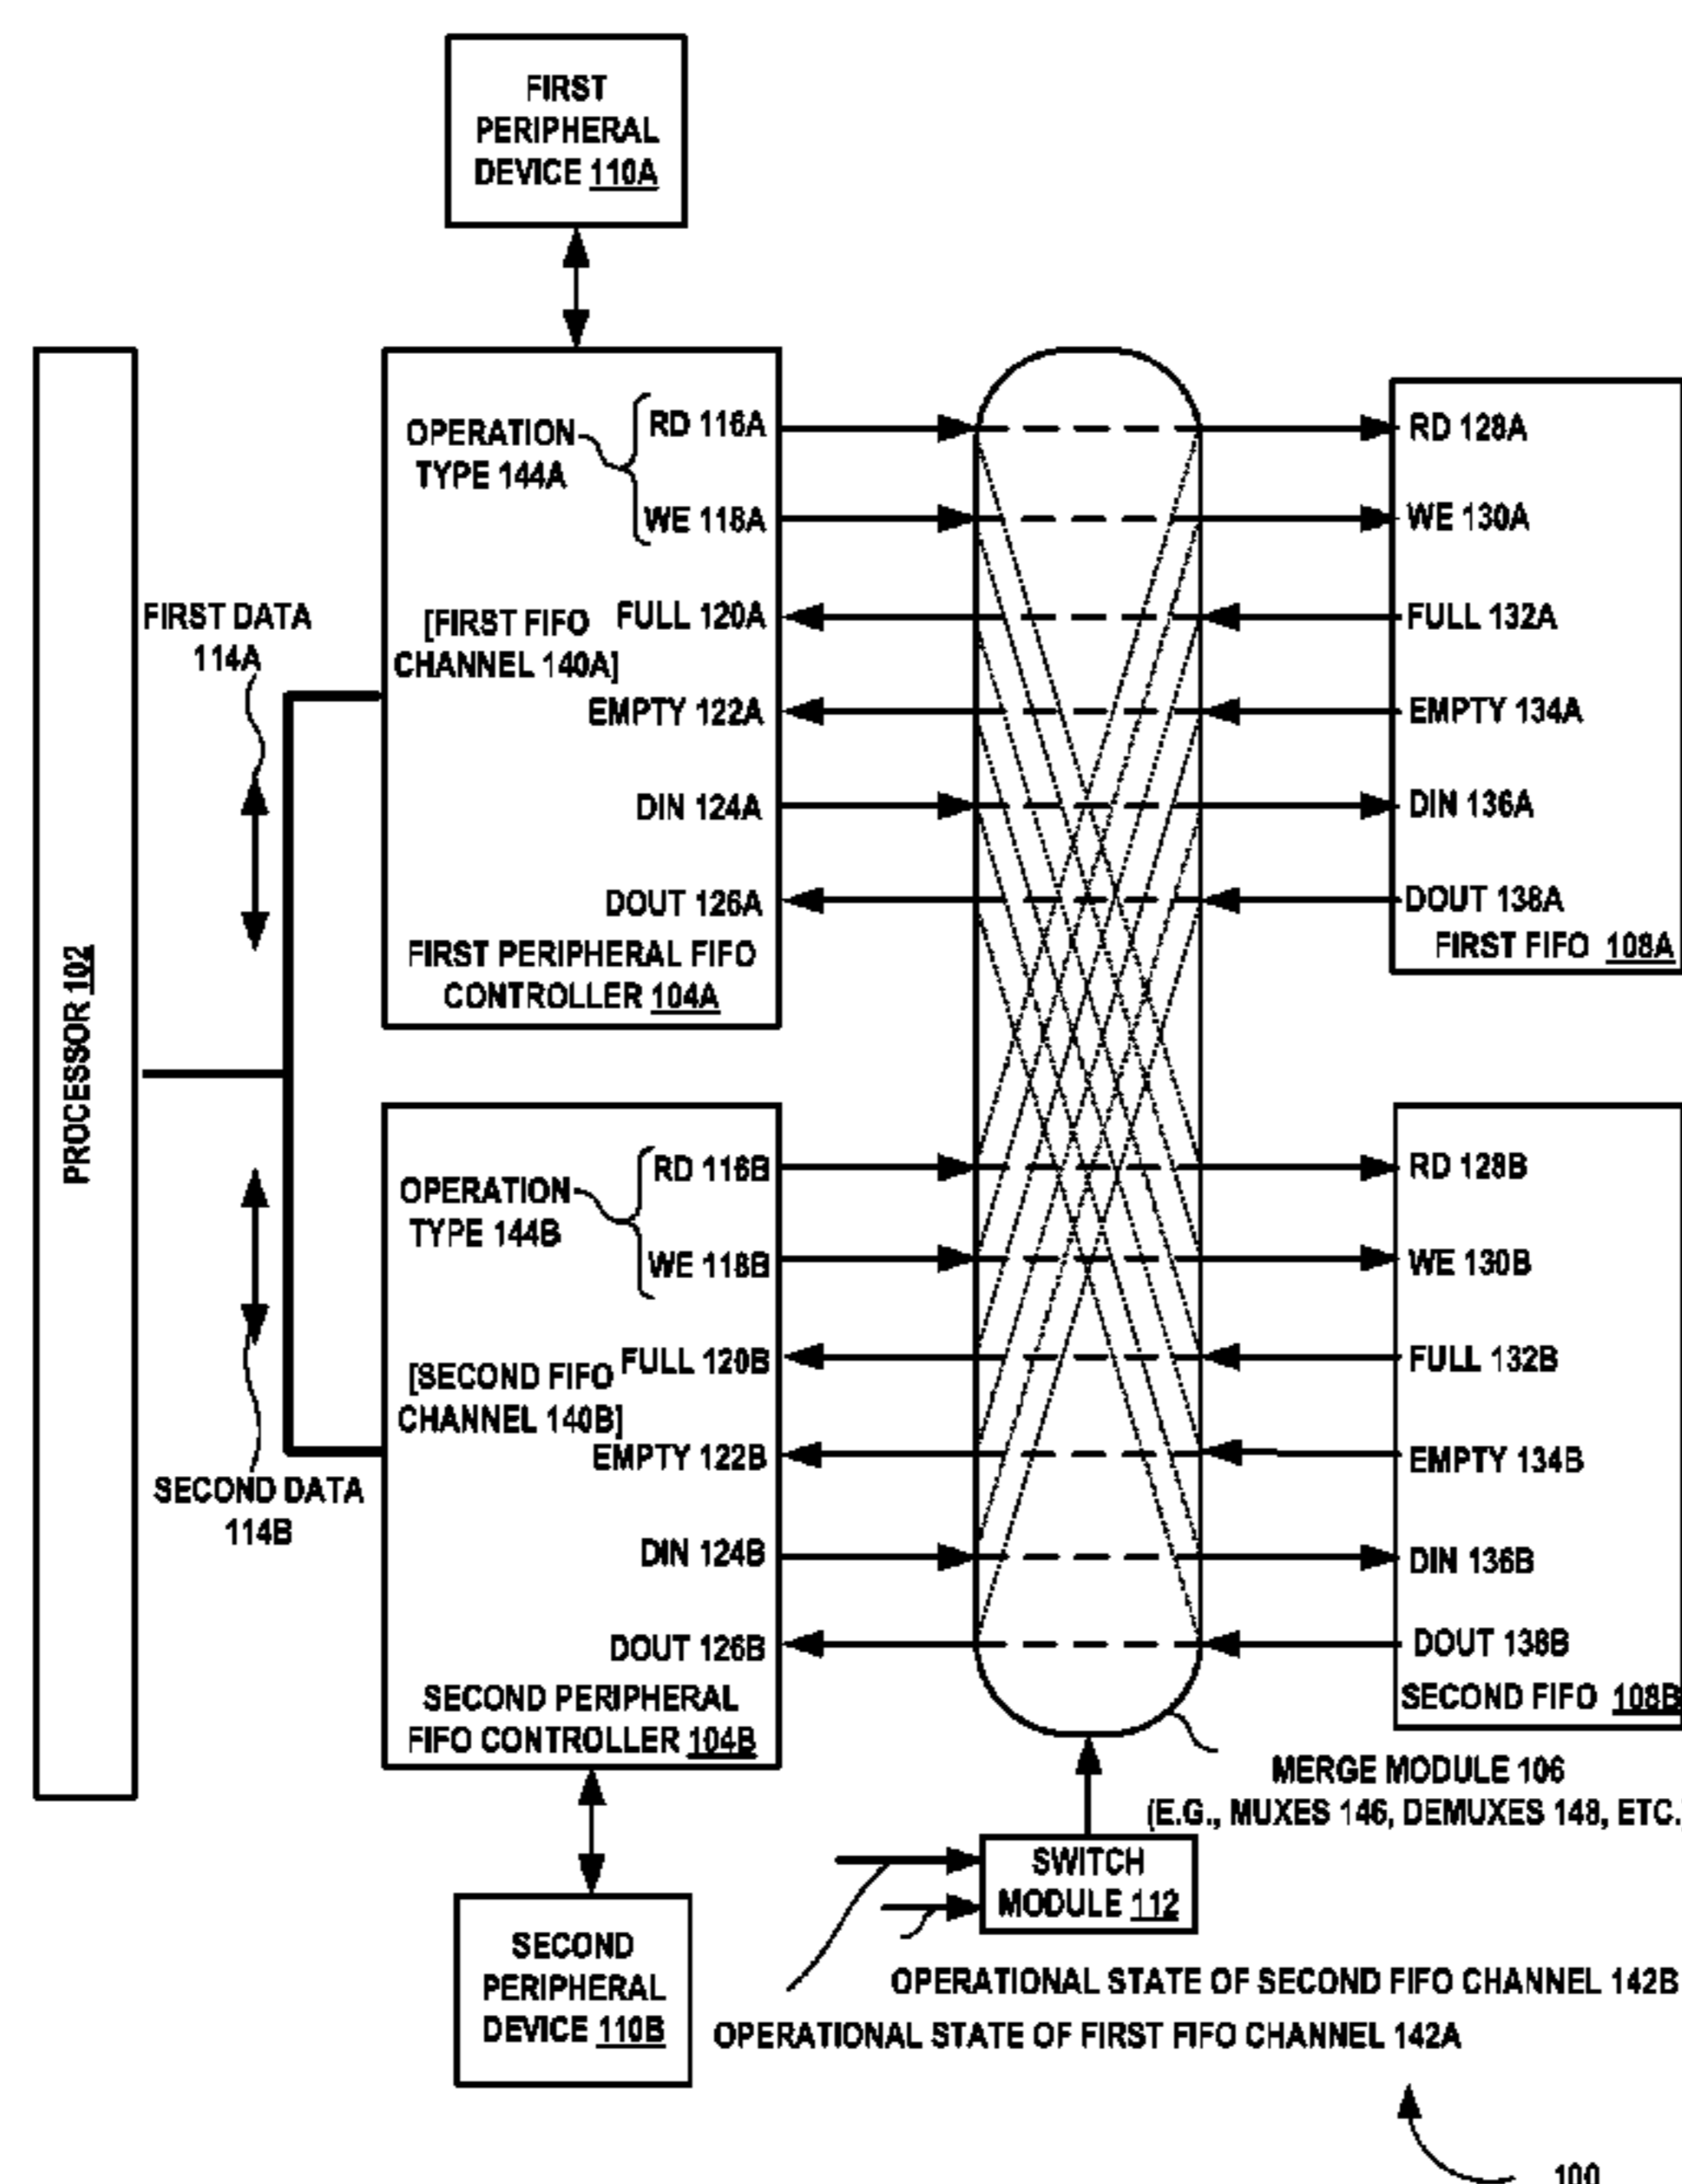 FIRST
PERIPHERAL
DEVICE 110A
OPERATION
TYPE 144A
RD 116A
WE 118A
[FIRST FIFO
CHANNEL 140A]
FULL 120A
EMPTY 122A
DIN 124A
DOUT 126A
FIRST PERIPHERAL FIFO
CONTROLLER 104A
RD 128A
WE 130A
FULL 132A
EMPTY 134A
DIN 136A
DOUT 138A
FIRST FIFO 108A
FIRST DATA
114A
PROCESSOR 102
SECOND DATA
114B
OPERATION
TYPE 144B
RD 116B
WE 118B
[SECOND FIFO
CHANNEL 140B]
FULL 120B
EMPTY 122B
DIN 124B
DOUT 126B
SECOND PERIPHERAL
FIFO CONTROLLER 104B
RD 128B
WE 130B
FULL 132B
EMPTY 134B
DIN 136B
DOUT 138B
SECOND FIFO 108B
MERGE MODULE 106
(E.G., MUXES 146, DEMUXES 148, ETC.
SWITCH
MODULE 112
SECOND
PERIPHERAL
DEVICE 110B
OPERATIONAL STATE OF SECOND FIFO CHANNEL 142B
OPERATIONAL STATE OF FIRST FIFO CHANNEL 142A
100